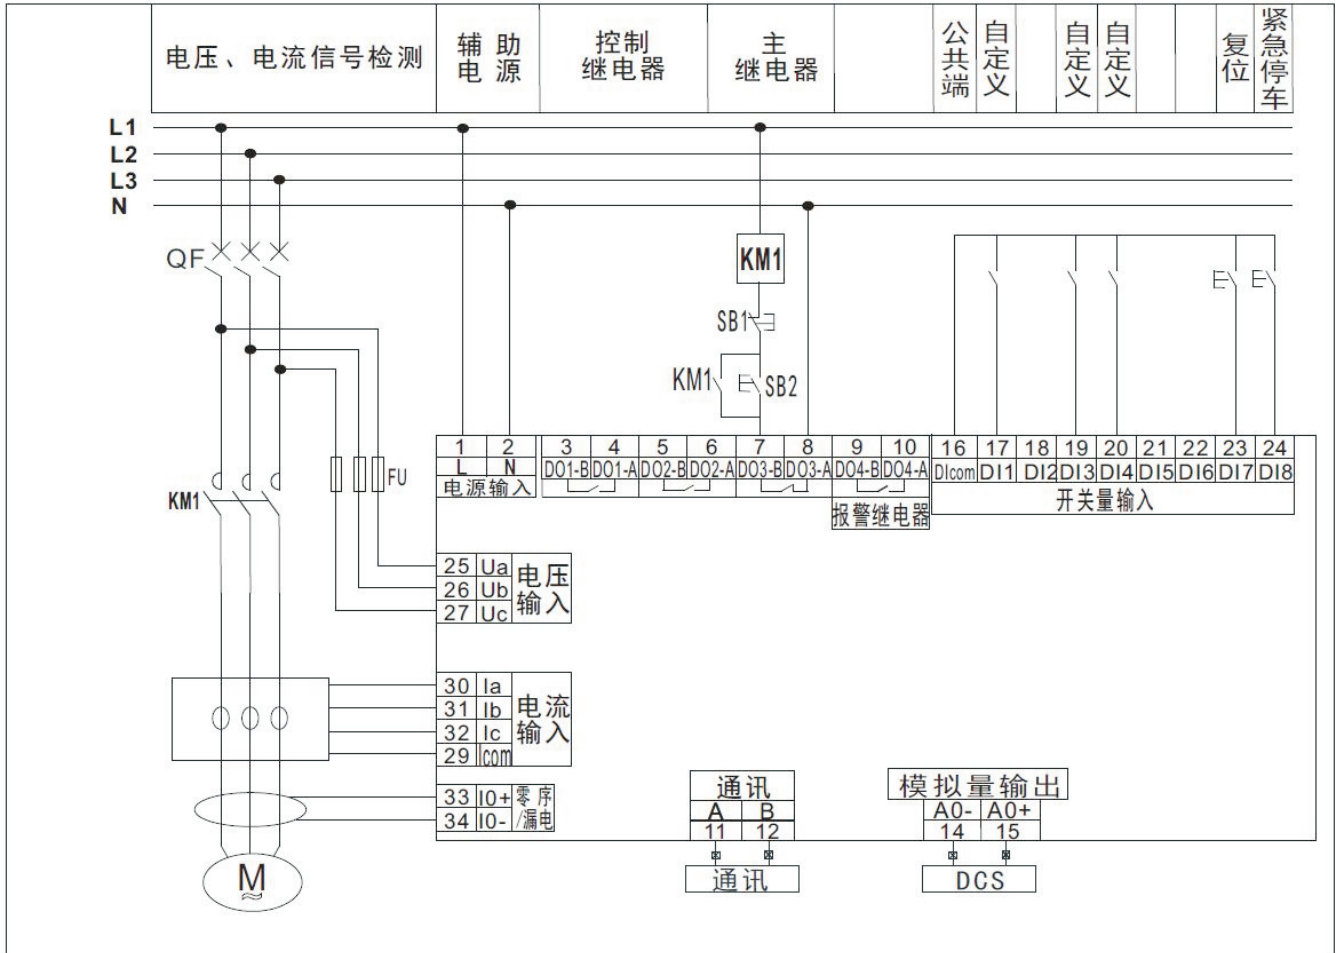 电压、电流信号检测
辅助
电源
控制
继电器
主
继电器
公共端
自定义
自定义
自定义
复位
紧急停车
L1
L2
L3
N
QF
KM1
SB1
KM1
SB2
FU
KM1
1 2 3 4 5 6 7 8 9 10 16 17 18 19 20 21 22 23 24
L N DO1-B DO1-A DO2-B DO2-A DO3-B DO3-A DO4-B DO4-A DIcom DI1 DI2 DI3 DI4 DI5 DI6 DI7 DI8
电源输入
报警继电器
开关量输入
25 Ua
26 Ub
27 Uc
电压
输入
30 Ia
31 Ib
32 Ic
29 Icom
电流
输入
33 I0+ 零序
34 I0- /漏电
M
≈
通讯
A B
11 12
通讯
模拟量输出
A0- A0+
14 15
DCS